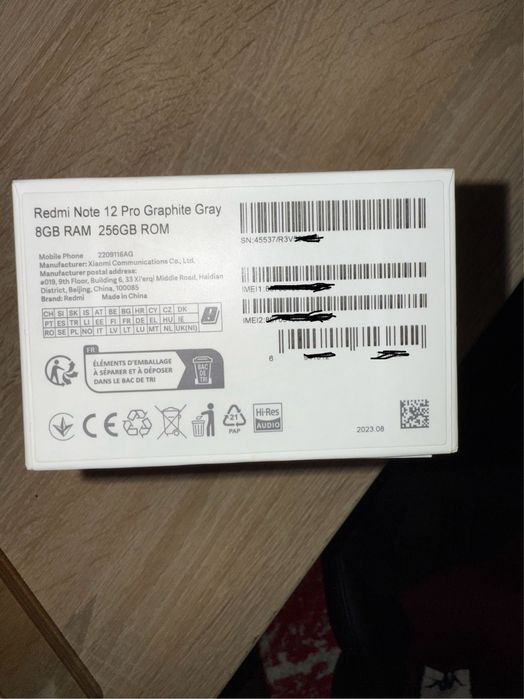 Redmi Note 12 Pro Graphite Gray
8GB RAM 256GB ROM
Mobile Phone 2209116AG
Manufacturer: Xiaomi Communications Co., Ltd.
Manufacturer postal address:
#019, 9th Floor, Building 6, 33 Xi'erqi Middle Road, Haidian
District, Beijing, China, 100085
Brand: Redmi Made in China
CH SI SK IS AT BE BG HR CY CZ DK
PT ES TR LI EE FI FR DE EL HU IE
RO SE PL NO IT LV LT LU MT NL UK(NI)
FR
ÉLÉMENTS D'EMBALLAGE
À SÉPARER ET À DÉPOSER
DANS LE BAC DE TRI
BAC
DE
TRI
CE
21
PAP
Hi-Res
AUDIO
SN:45537/R3V
IMEI1:
IMEI2:
6
2023.08